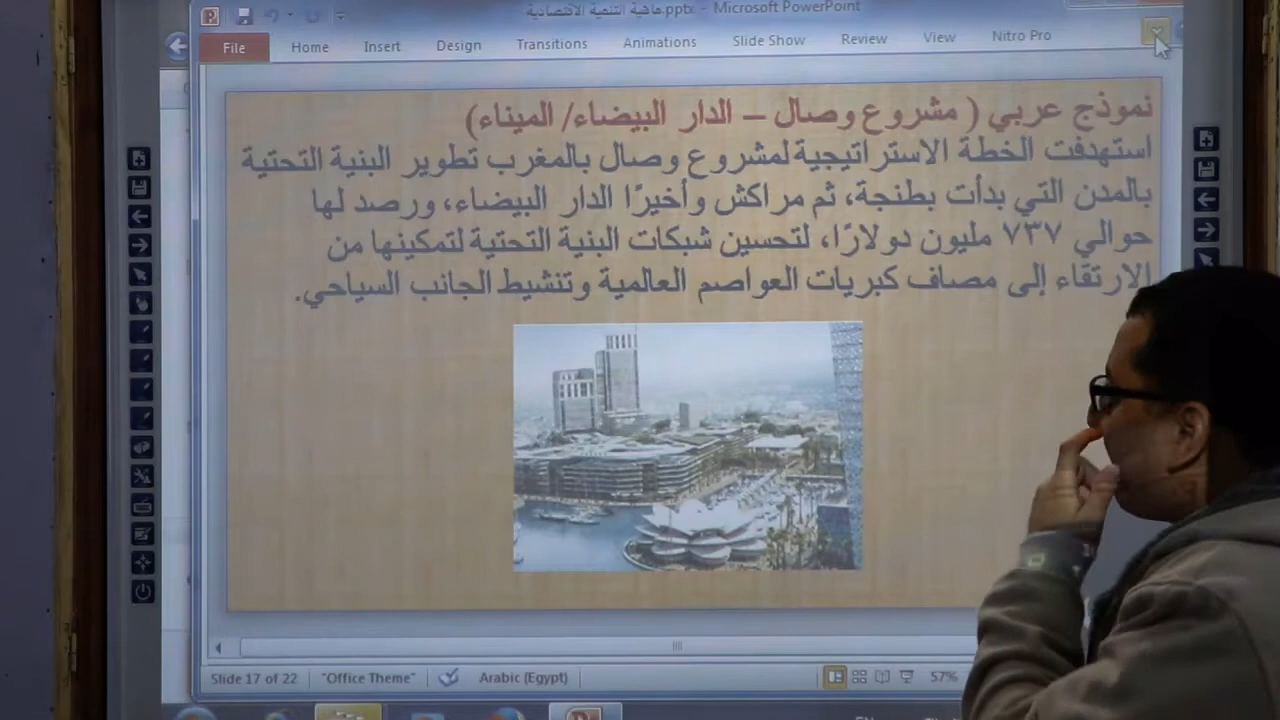 ماهية التنمية الاقتصادية.pptx - Microsoft PowerPoint
File Home Insert Design Transitions Animations Slide Show Review View Nitro Pro
نموذج عربي ( مشروع وصال – الدار البيضاء/ الميناء)
استهدفت الخطة الاستراتيجية لمشروع وصال بالمغرب تطوير البنية التحتية
بالمدن التي بدأت بطنجة، ثم مراكش وأخيرًا الدار البيضاء، ورصد لها
حوالي ٧٣٧ مليون دولارًا، لتحسين شبكات البنية التحتية لتمكينها من
الارتقاء إلى مصاف كبريات العواصم العالمية وتنشيط الجانب السياحي.
Slide 17 of 22 "Office Theme" Arabic (Egypt) 57%